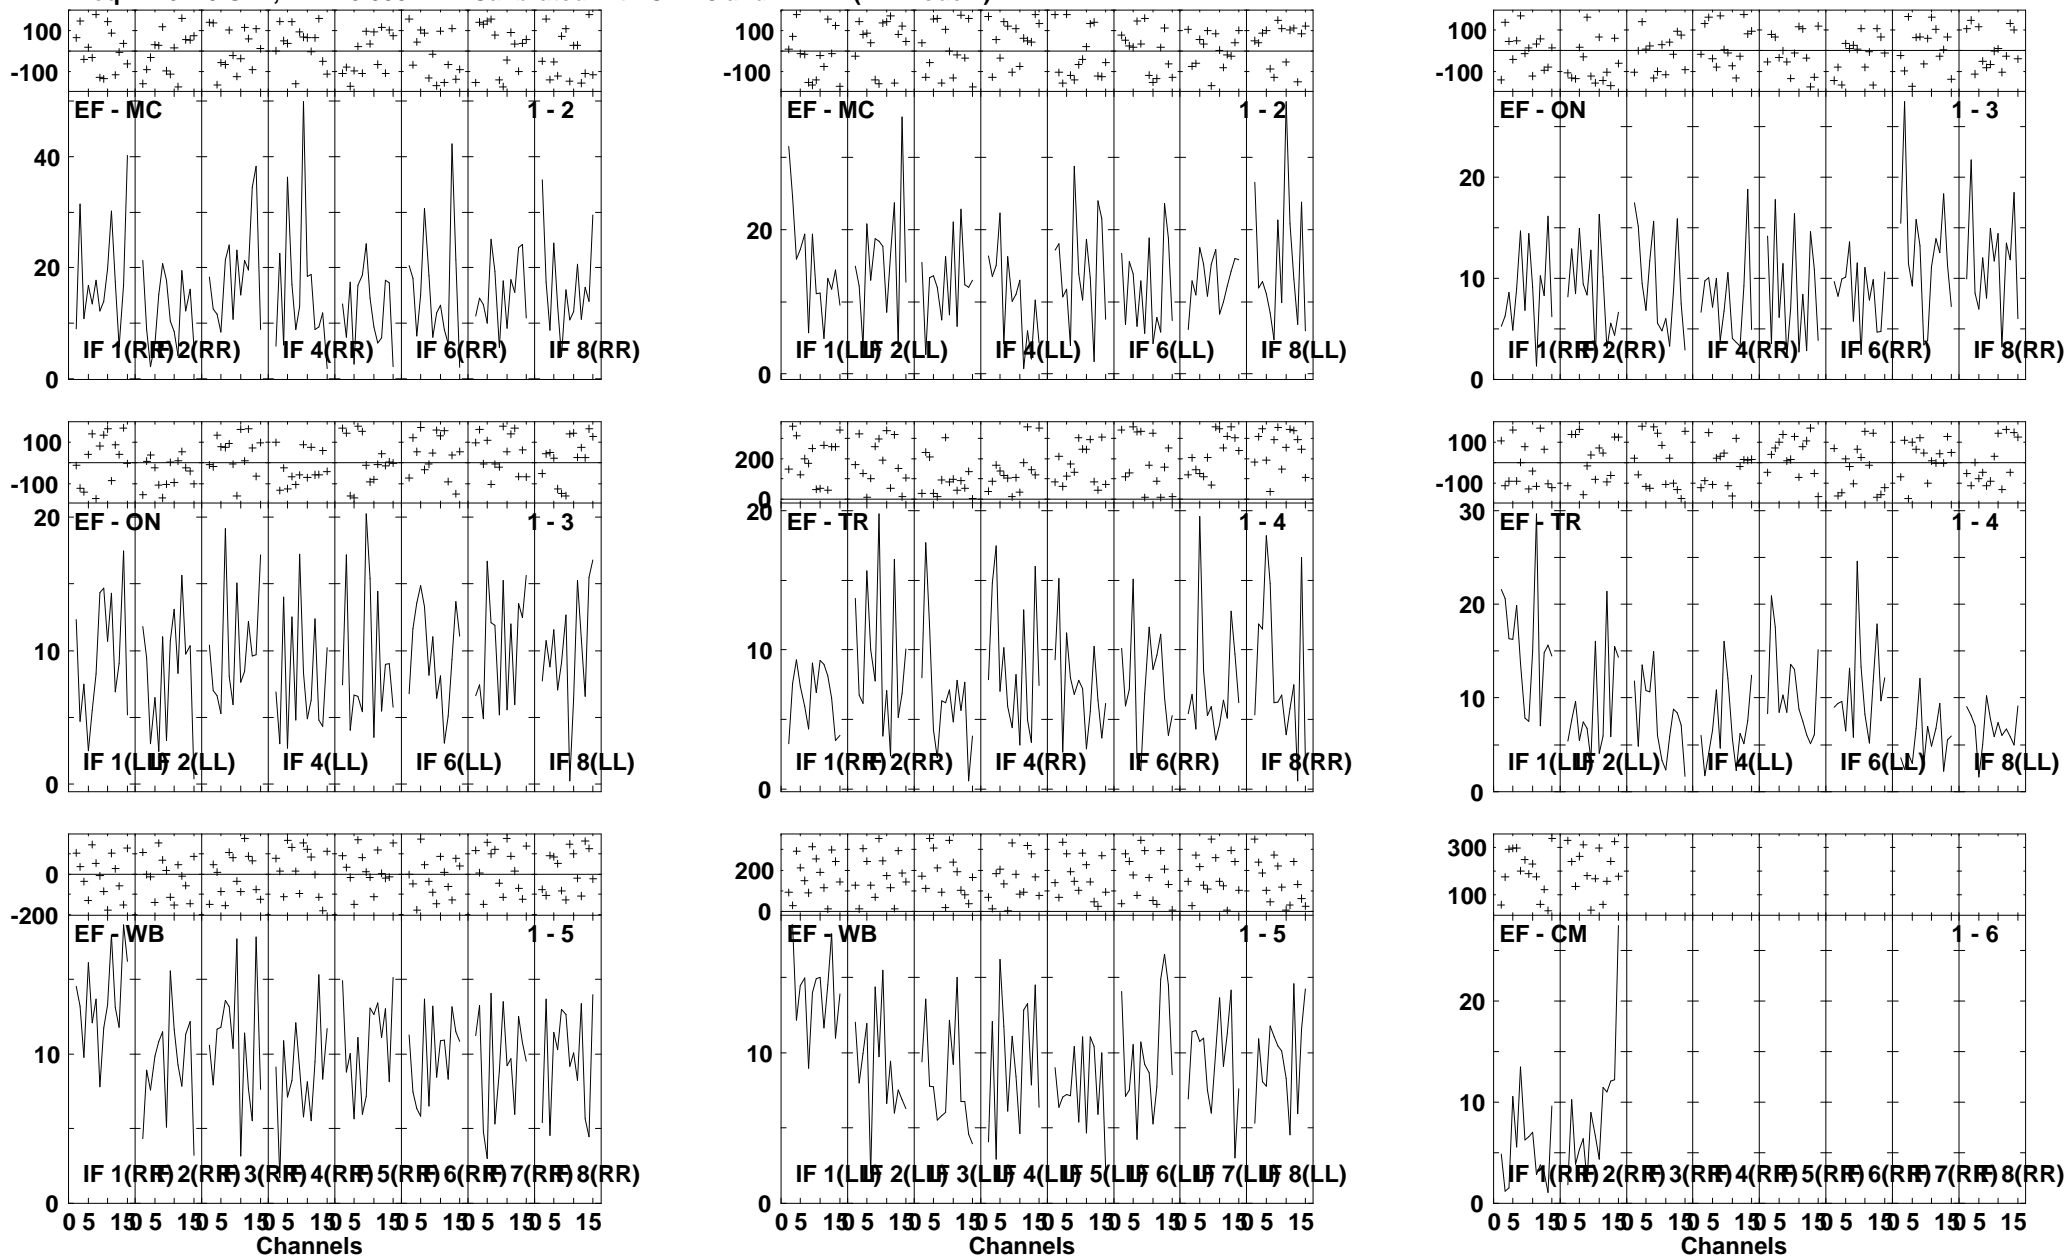 100
-100
EF - MC
1 - 2
40
20
0
IF 1(RR)
IF 2(RR)
IF 4(RR)
IF 6(RR)
IF 8(RR)
100
-100
EF - MC
1 - 2
20
0
IF 1(LL)
IF 2(LL)
IF 4(LL)
IF 6(LL)
IF 8(LL)
100
-100
EF - ON
1 - 3
20
10
0
IF 1(RR)
IF 2(RR)
IF 4(RR)
IF 6(RR)
IF 8(RR)
100
-100
EF - ON
1 - 3
20
10
0
IF 1(LL)
IF 2(LL)
IF 4(LL)
IF 6(LL)
IF 8(LL)
200
0
EF - TR
1 - 4
20
10
0
IF 1(RR)
IF 2(RR)
IF 4(RR)
IF 6(RR)
IF 8(RR)
100
-100
EF - TR
1 - 4
30
20
10
0
IF 1(LL)
IF 2(LL)
IF 4(LL)
IF 6(LL)
IF 8(LL)
0
-200
EF - WB
1 - 5
10
0
IF 1(RR)
IF 2(RR)
IF 3(RR)
IF 4(RR)
IF 5(RR)
IF 6(RR)
IF 7(RR)
IF 8(RR)
0 5 15 0 5 15 0 5 15 0 5 15 0 5 15 0 5 15 0 5 15 0 5 15
Channels
200
0
EF - WB
1 - 5
10
0
IF 1(LL)
IF 2(LL)
IF 3(LL)
IF 4(LL)
IF 5(LL)
IF 6(LL)
IF 7(LL)
IF 8(LL)
0 5 15 0 5 15 0 5 15 0 5 15 0 5 15 0 5 15 0 5 15 0 5 15
Channels
300
100
EF - CM
1 - 6
20
10
0
IF 1(RR)
IF 2(RR)
IF 3(RR)
IF 4(RR)
IF 5(RR)
IF 6(RR)
IF 7(RR)
IF 8(RR)
0 5 15 0 5 15 0 5 15 0 5 15 0 5 15 0 5 15 0 5 15 0 5 15
Channels